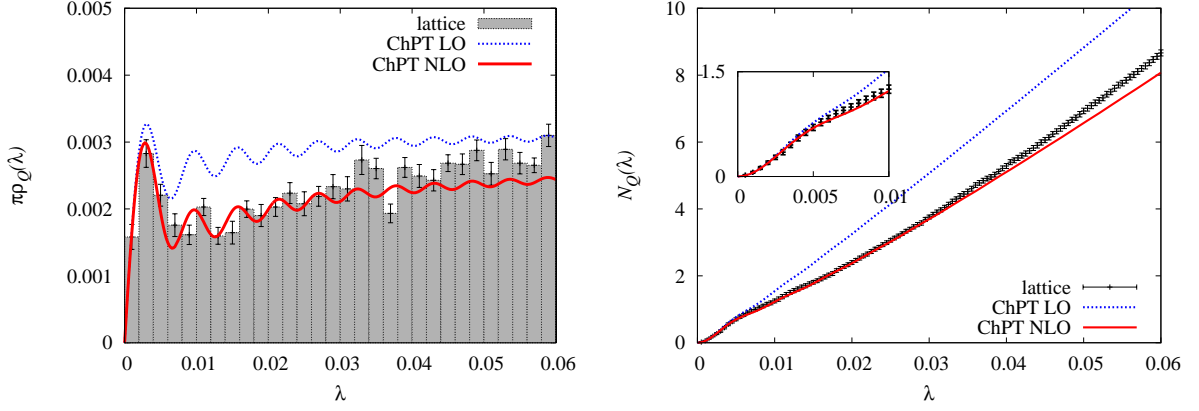 0.005
0.004
0.003
0.002
0.001
0
0 0.01 0.02 0.03 0.04 0.05 0.06
πρQ(λ)
λ
lattice
ChPT LO
ChPT NLO
10
8
6
4
2
0
0 0.01 0.02 0.03 0.04 0.05 0.06
NQ(λ)
λ
1.5
0
0 0.005 0.01
lattice
ChPT LO
ChPT NLO